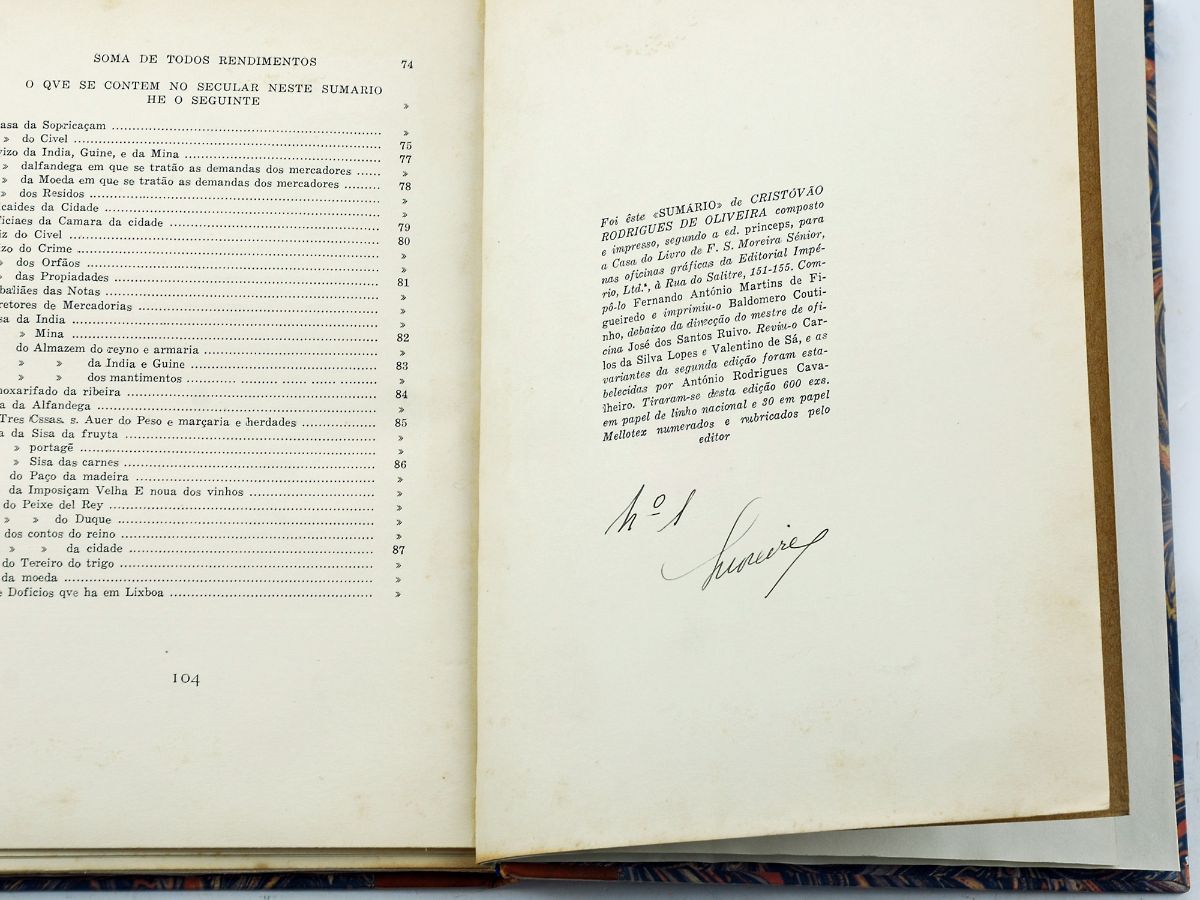 SOMA DE TODOS RENDIMENTOS 74
O QVE SE CONTEM NO SECULAR NESTE SUMARIO
HE O SEGUINTE »
asa da Sopricaçam »
» do Civel 75
vizo da India, Guine, e da Mina 77
» dalfandega em que se tratão as demandas dos mercadores »
» da Moeda em que se tratão as demandas dos mercadores 78
» dos Residos »
caides da Cidade »
ficiaes da Camara da cidade 79
iz do Civel 80
izo do Crime »
» dos Orfãos »
» das Propiadades 81
baliães das Notas »
retores de Mercadorias »
sa da India »
» Mina 82
do Almazem do reyno e armaria »
» » da India e Guine 83
» » dos mantimentos »
noxarifado da ribeira 84
a da Alfandega »
Tres Cssas. s. Auer do Peso e marçaria e herdades 85
a da Sisa da fruyta »
» portagẽ »
» Sisa das carnes 86
do Paço da madeira »
da Imposiçam Velha E noua dos vinhos »
do Peixe del Rey »
» » do Duque »
dos contos do reino »
» » da cidade 87
do Tereiro do trigo »
da moeda »
e Doficios qve ha em Lixboa »
104
Foi êste «SUMÁRIO» de CRISTÓVÃO
RODRIGUES DE OLIVEIRA composto
e impresso, segundo a ed. princeps, para
a Casa do Livro de F. S. Moreira Sénior,
nas oficinas gráficas da Editorial Impé-
rio, Ltd.ª, à Rua do Salitre, 151-155. Com-
pô-lo Fernando António Martins de Fi-
gueiredo e imprimiu-o Baldomero Couti-
nho, debaixo da direcção do mestre de ofi-
cina José dos Santos Ruivo. Reviu-o Car-
los da Silva Lopes e Valentino de Sá, e as
variantes da segunda edição foram esta-
belecidas por António Rodrigues Cava-
lheiro. Tiraram-se desta edição 600 exs.
em papel de linho nacional e 30 em papel
Mellotex numerados e rubricados pelo
editor
nº 1
Smoreira